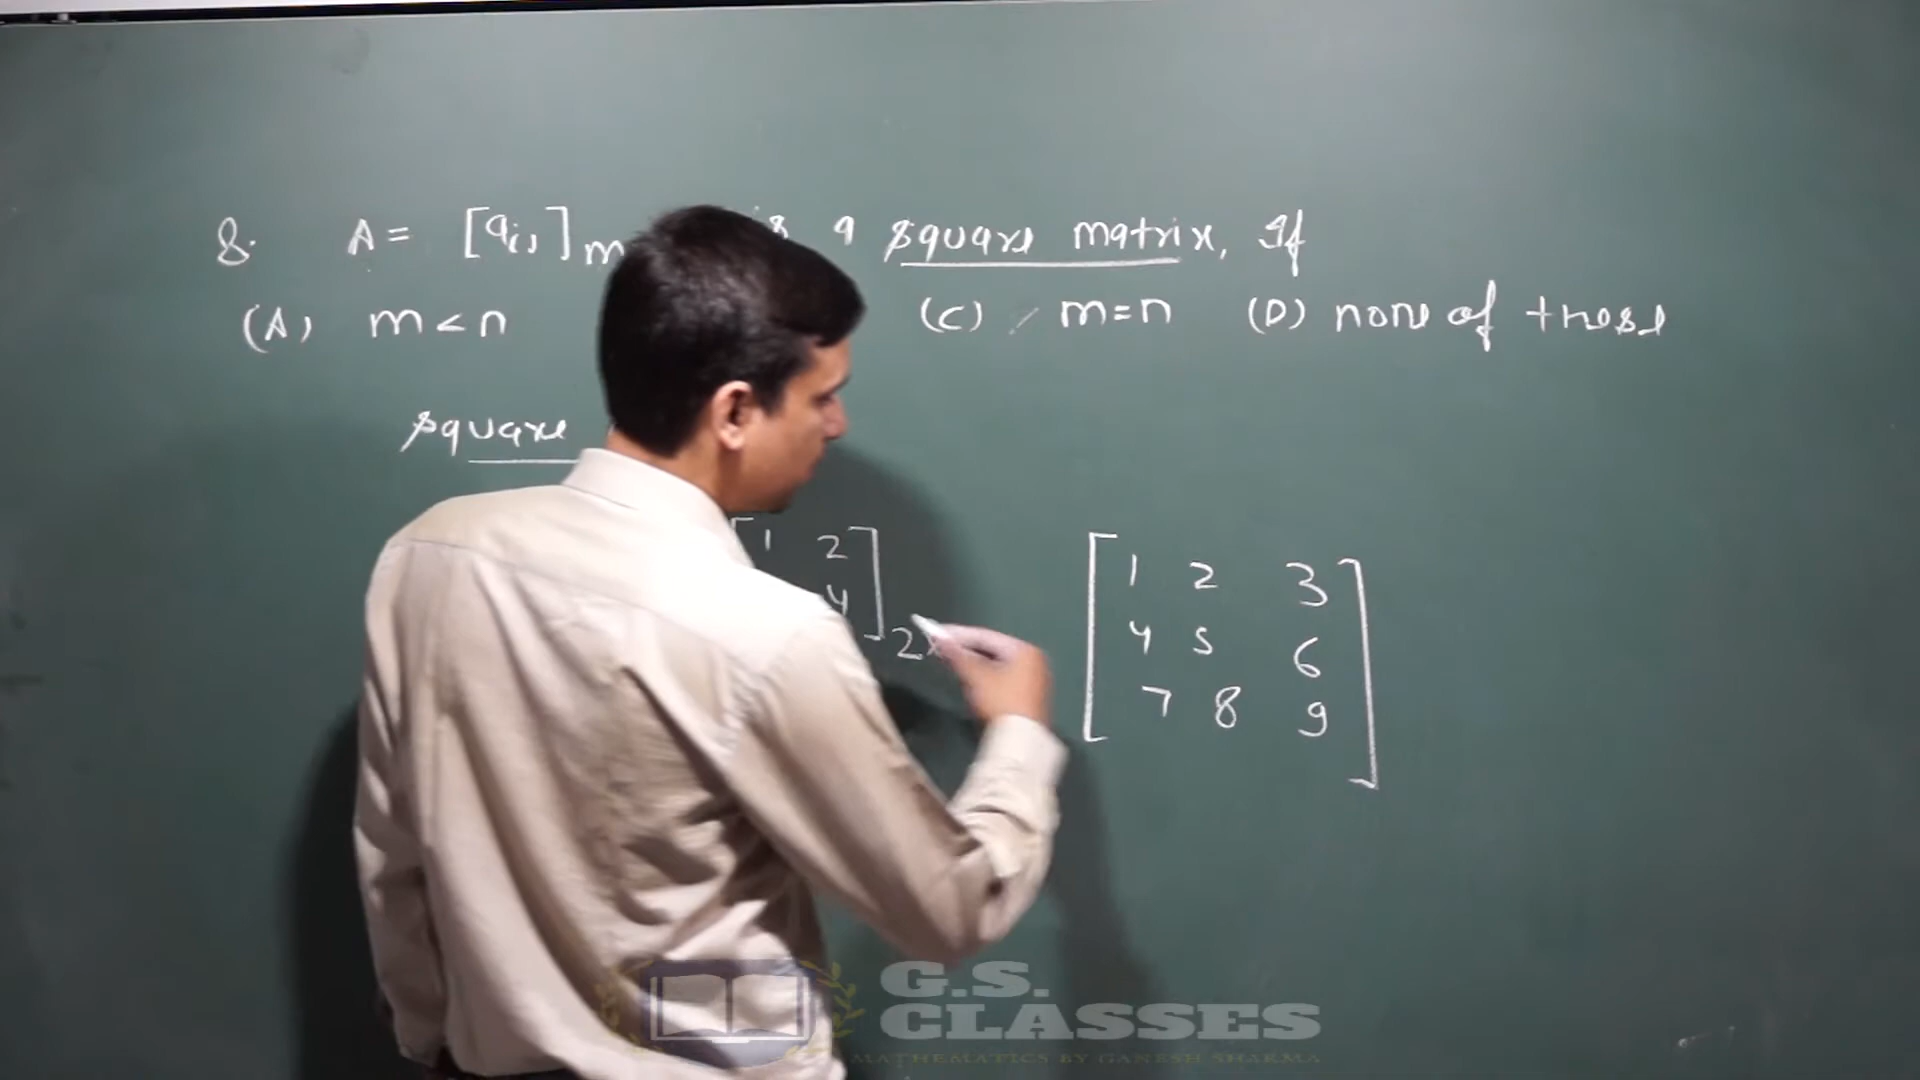 8. A = [aij] m is a square matrix, If
(A) m < n (C) m = n (D) none of these
square
[1 2
4] 2×
[1 2 3
4 5 6
7 8 9]
G.S.
CLASSES
MATHEMATICS BY GANESH SHARMA